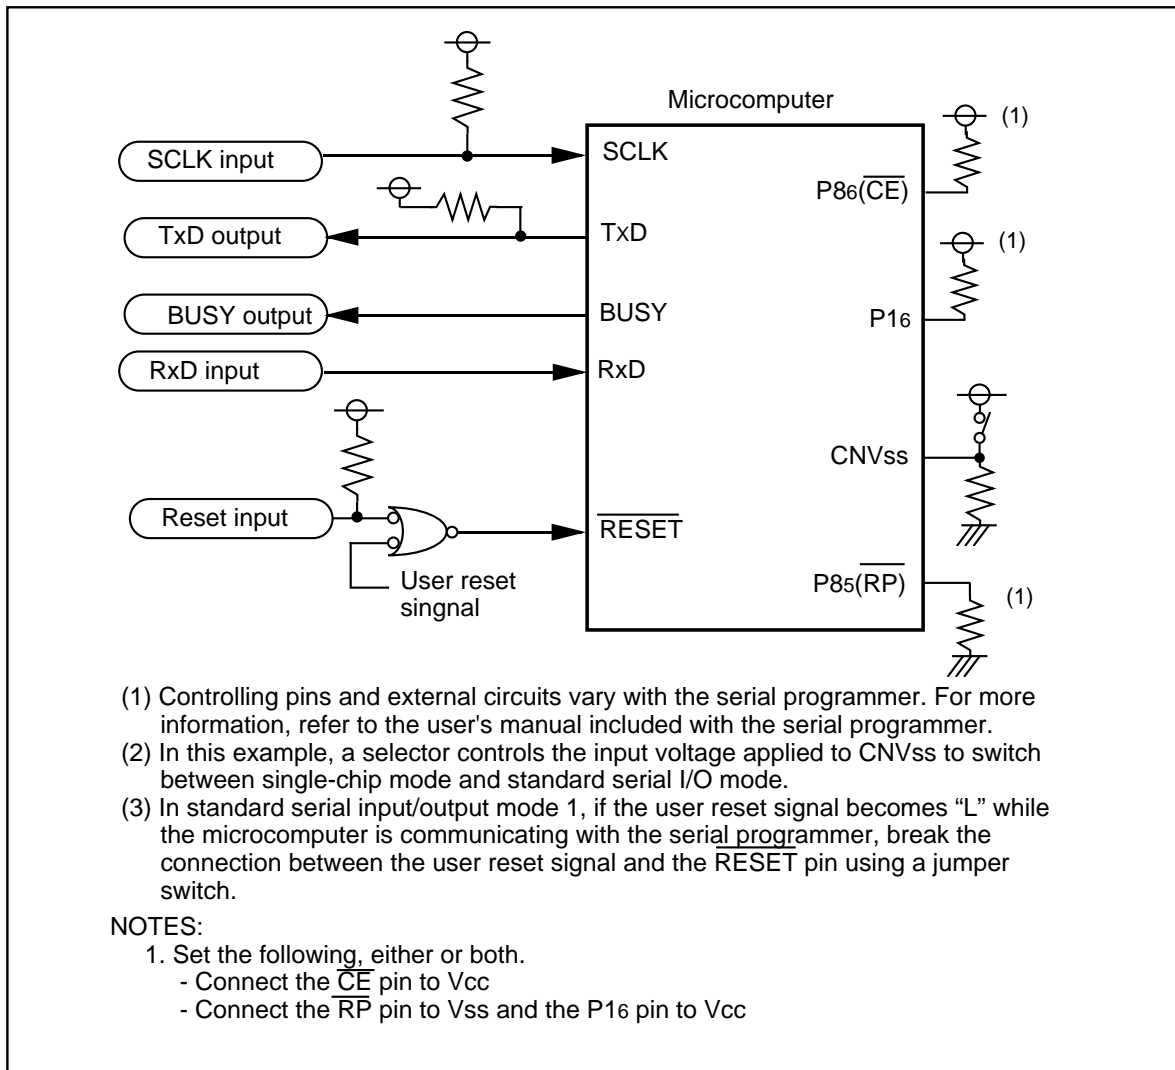 Microcomputer
SCLK input
SCLK
(1)
P86(CE)
TxD output
TxD
(1)
BUSY output
BUSY
P16
RxD input
RxD
CNVss
Reset input
RESET
User reset
singnal
P85(RP)
(1)
(1) Controlling pins and external circuits vary with the serial programmer. For more
information, refer to the user's manual included with the serial programmer.
(2) In this example, a selector controls the input voltage applied to CNVss to switch
between single-chip mode and standard serial I/O mode.
(3) In standard serial input/output mode 1, if the user reset signal becomes “L” while
the microcomputer is communicating with the serial programmer, break the
connection between the user reset signal and the RESET pin using a jumper
switch.
NOTES:
1. Set the following, either or both.
- Connect the CE pin to Vcc
- Connect the RP pin to Vss and the P16 pin to Vcc